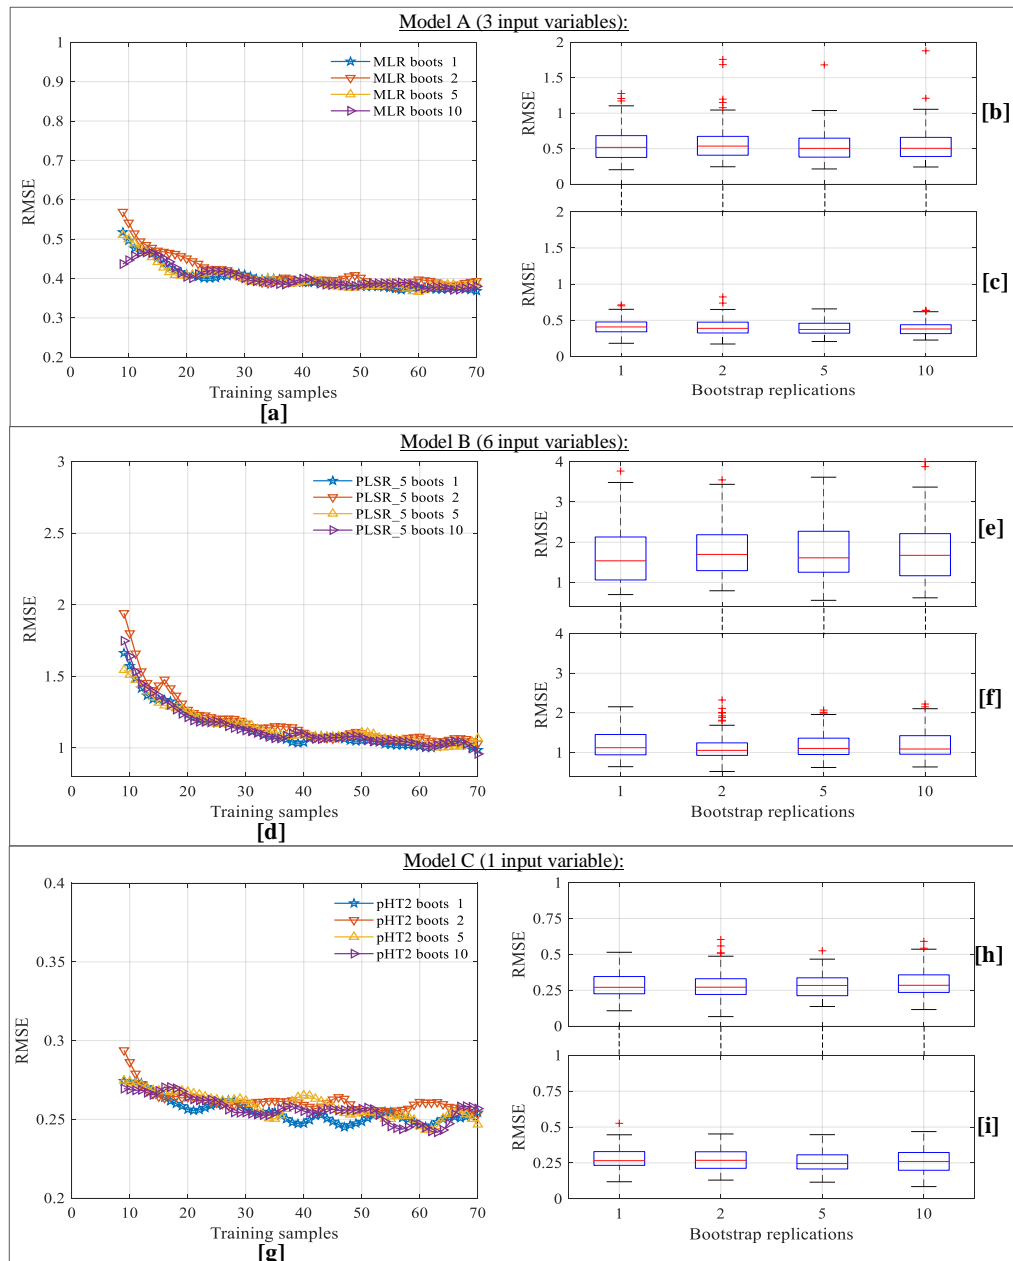 Model A (3 input variables):
1
0.9
0.8
0.7
0.6
0.5
0.4
0.3
0.2
RMSE
0
10
20
30
40
50
60
70
Training samples
[a]
MLR boots 1
MLR boots 2
MLR boots 5
MLR boots 10
2
1.5
1
0.5
0
RMSE
[b]
2
1.5
1
0.5
0
RMSE
[c]
1
2
5
10
Bootstrap replications
Model B (6 input variables):
3
2.5
2
1.5
1
RMSE
0
10
20
30
40
50
60
70
Training samples
[d]
PLSR_5 boots 1
PLSR_5 boots 2
PLSR_5 boots 5
PLSR_5 boots 10
4
3
2
1
RMSE
[e]
4
3
2
1
RMSE
[f]
1
2
5
10
Bootstrap replications
Model C (1 input variable):
0.4
0.35
0.3
0.25
0.2
RMSE
0
10
20
30
40
50
60
70
Training samples
[g]
pHT2 boots 1
pHT2 boots 2
pHT2 boots 5
pHT2 boots 10
1
0.75
0.5
0.25
0
RMSE
[h]
1
0.75
0.5
0.25
0
RMSE
[i]
1
2
5
10
Bootstrap replications